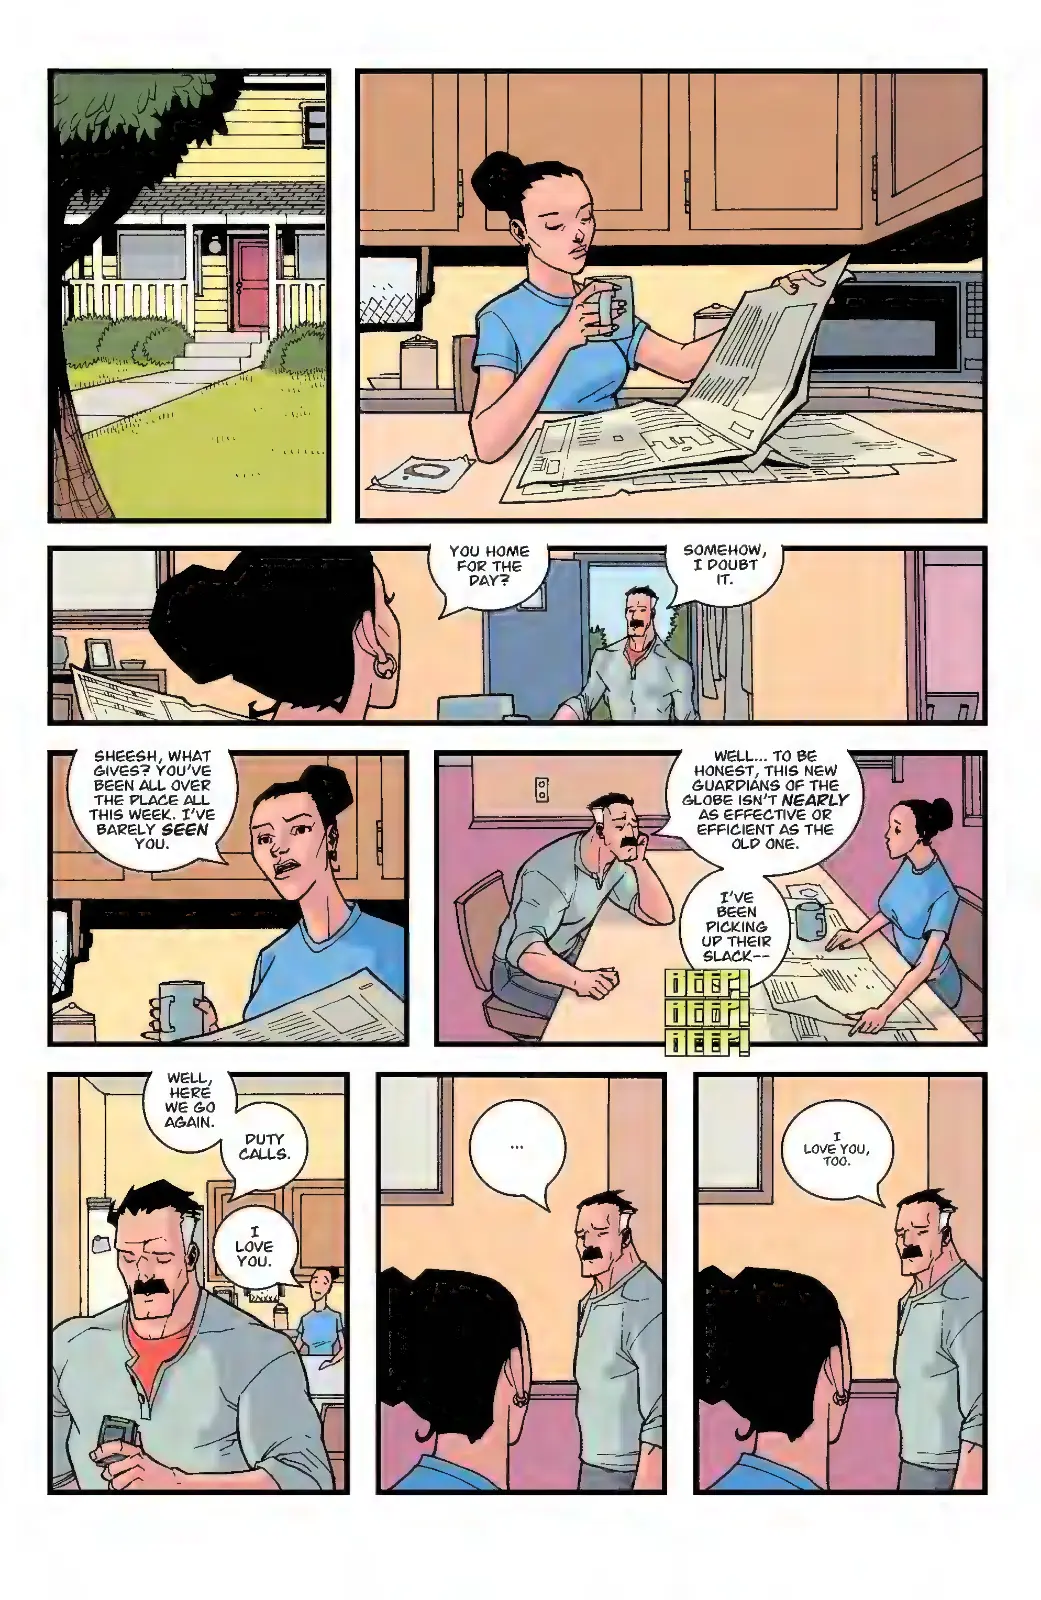 YOU HOME
FOR THE
DAY?
SOMEHOW,
I DOUBT
IT.
SHEESH, WHAT
GIVES? YOU'VE
BEEN ALL OVER
THE PLACE ALL
THIS WEEK. I'VE
BARELY SEEN
YOU.
WELL... TO BE
HONEST, THIS NEW
GUARDIANS OF THE
GLOBE ISN'T NEARLY
AS EFFECTIVE OR
EFFICIENT AS THE
OLD ONE.
I'VE
BEEN
PICKING
UP THEIR
SLACK--
BEEP!
BEEP!
BEEP!
WELL,
HERE
WE GO
AGAIN.
DUTY
CALLS.
I
LOVE
YOU.
...
I
LOVE YOU,
TOO.